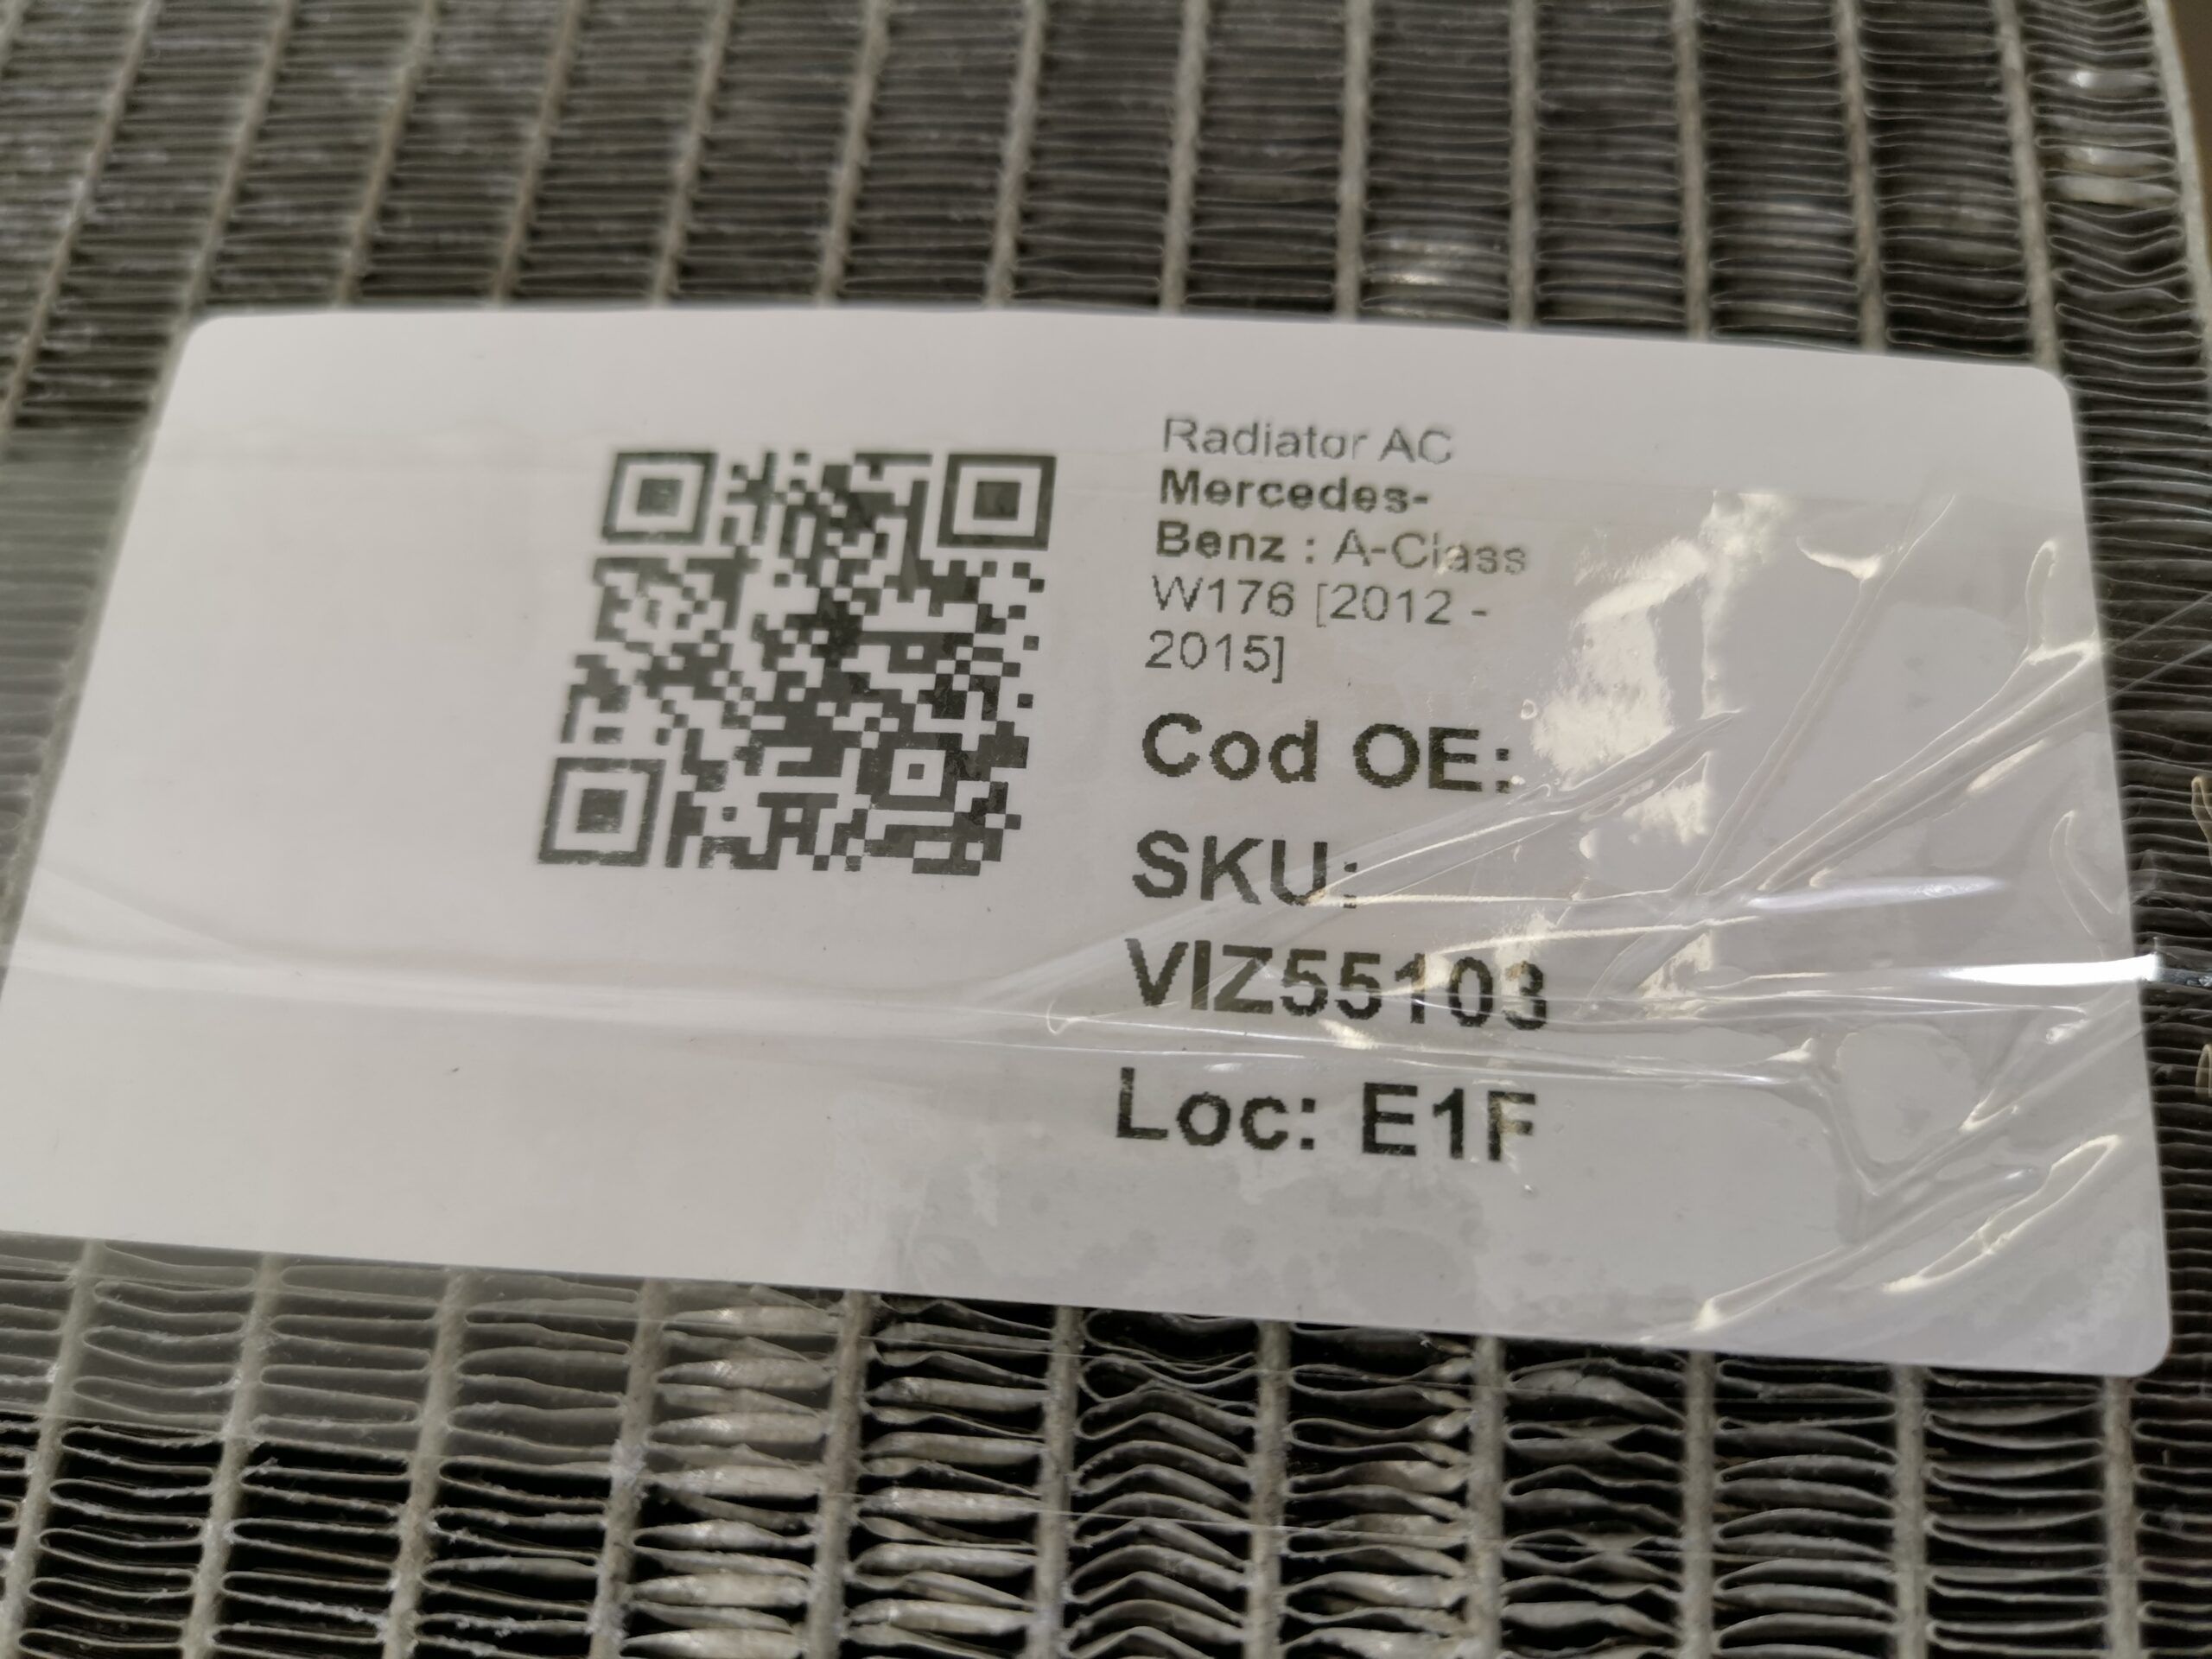 Radiator AC
Mercedes-
Benz : A-Class
W176 [2012 -
2015]
Cod OE:
SKU:
VIZ55103
Loc: E1F